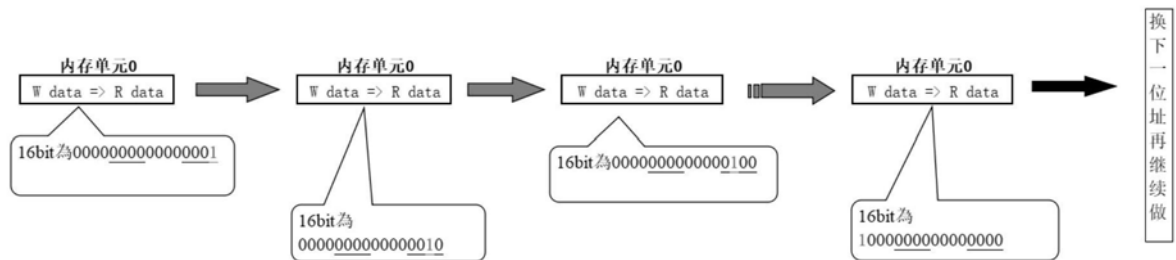 内存单元0
W data => R data
16bit為0000000000000001
内存单元0
W data => R data
16bit為
0000000000000010
内存单元0
W data => R data
16bit為0000000000000100
内存单元0
W data => R data
16bit為
1000000000000000
换下一位址再继续做